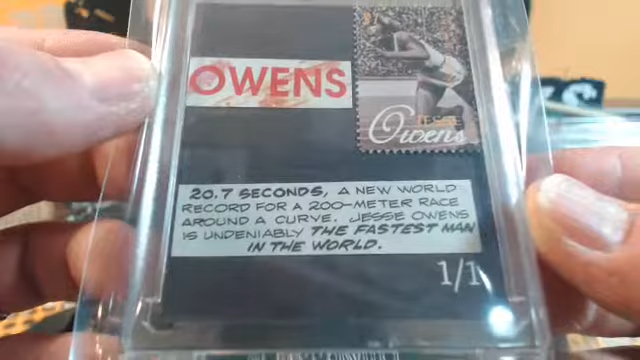 OWENS
JESSE
Owens
20.7 SECONDS, A NEW WORLD
RECORD FOR A 200-METER RACE
AROUND A CURVE. JESSE OWENS
IS UNDENIABLY THE FASTEST MAN
IN THE WORLD.
1/1